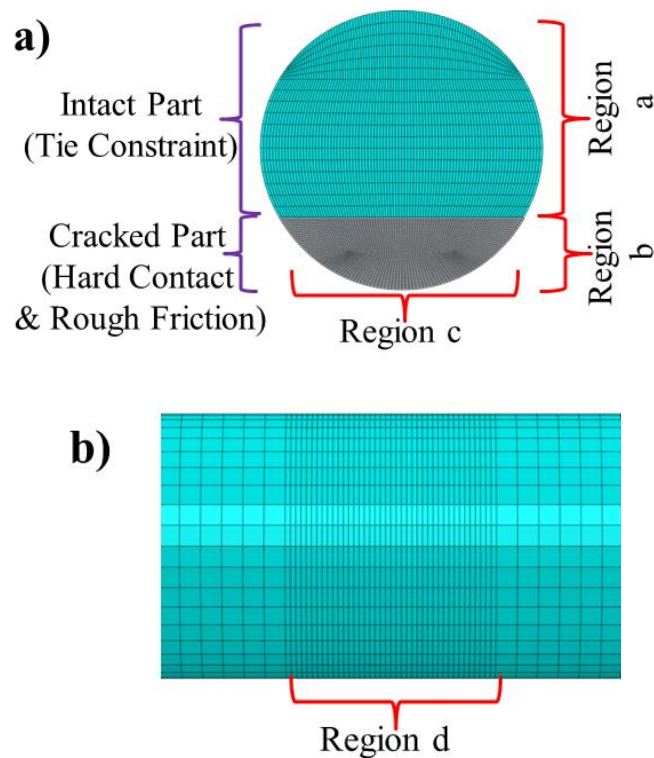 a)
Intact Part
(Tie Constraint)
Region
a
Cracked Part
(Hard Contact
& Rough Friction)
Region
b
Region c
b)
Region d